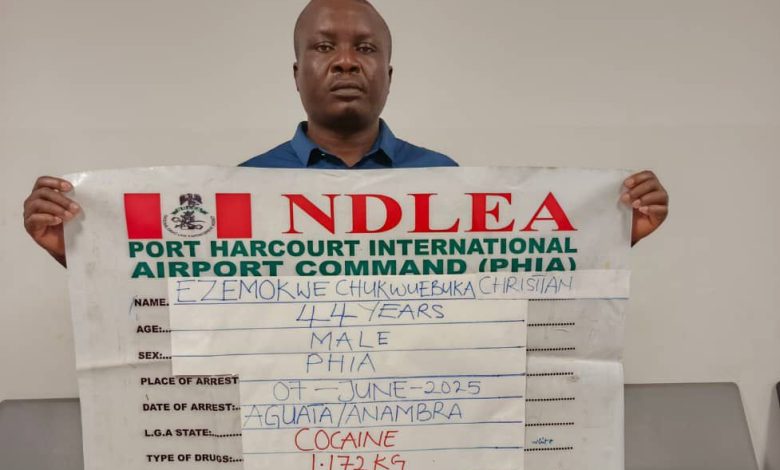 NDLEA
PORT HARCOURT INTERNATIONAL
AIRPORT COMMAND (PHIA)
NAME. EZEMOKWE CHUKWUEBUKA CHRISTIAN
AGE:... 44 YEARS
SEX:... MALE
PLACE OF ARREST PHIA
DATE OF ARREST:.. 07-JUNE-2025
L.G.A STATE:... AGUATA/ANAMBRA
TYPE OF DRUGS:.. COCAINE white
1.172 KG